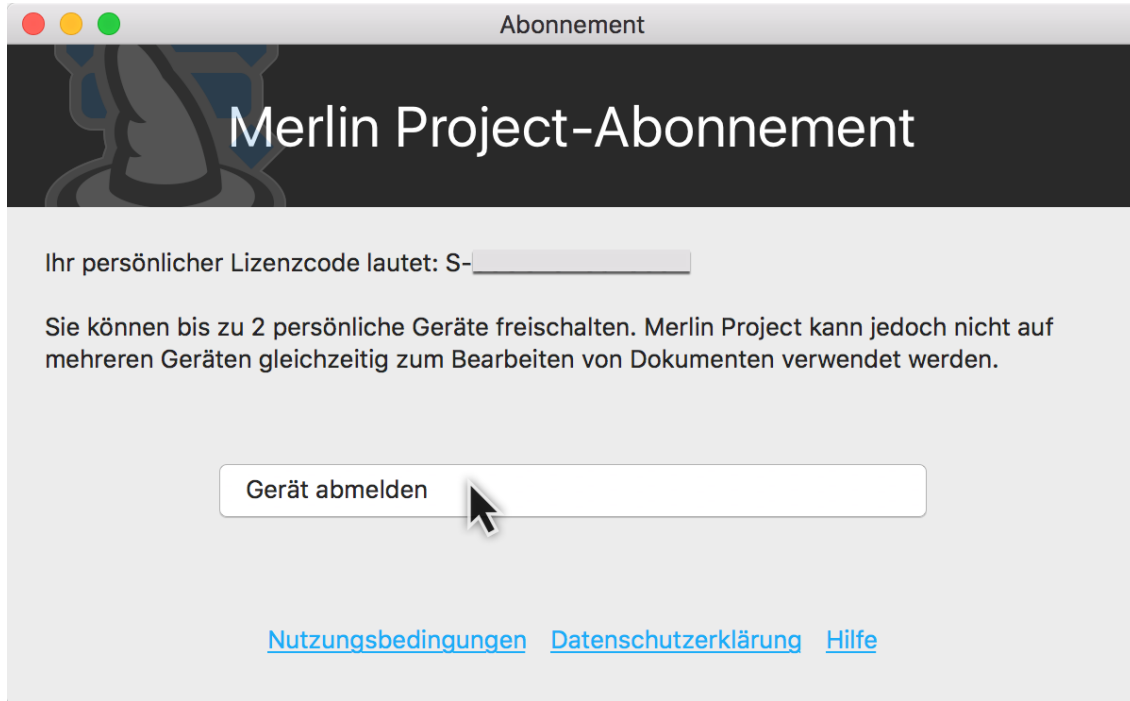 Abonnement
Merlin Project-Abonnement
Ihr persönlicher Lizenzcode lautet: S-
Sie können bis zu 2 persönliche Geräte freischalten. Merlin Project kann jedoch nicht auf
mehreren Geräten gleichzeitig zum Bearbeiten von Dokumenten verwendet werden.
Gerät abmelden
Nutzungsbedingungen Datenschutzerklärung Hilfe